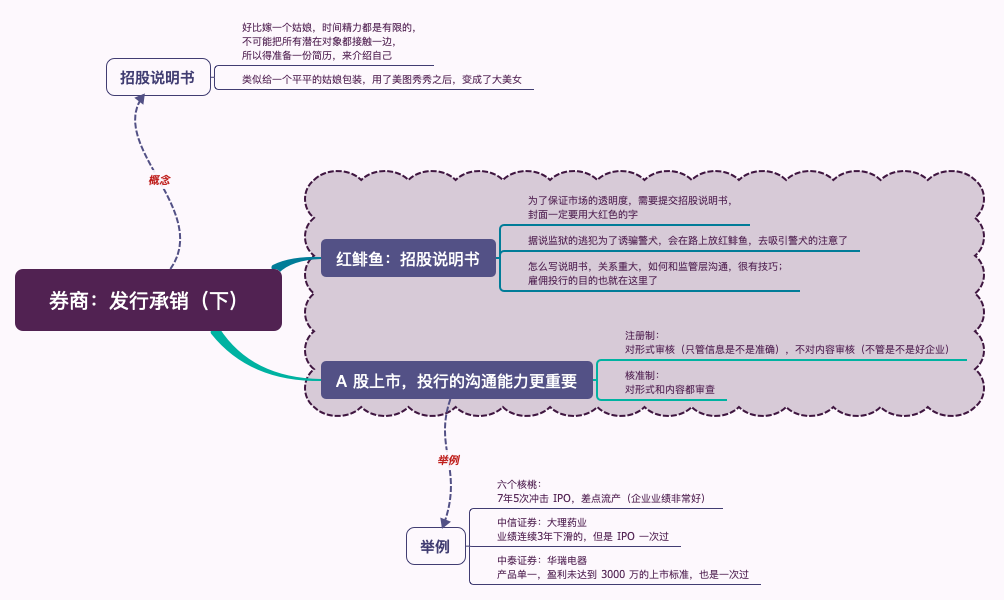 好比嫁一个姑娘，时间精力都是有限的，
不可能把所有潜在对象都接触一边，
所以得准备一份简历，来介绍自己
招股说明书
类似给一个平平的姑娘包装，用了美图秀秀之后，变成了大美女
概念
为了保证市场的透明度，需要提交招股说明书，
封面一定要用大红色的字
红鲱鱼：招股说明书
据说监狱的逃犯为了诱骗警犬，会在路上放红鲱鱼，去吸引警犬的注意了
怎么写说明书，关系重大，如何和监管层沟通，很有技巧；
雇佣投行的目的也就在这里了
券商：发行承销（下）
注册制：
对形式审核（只管信息是不是准确），不对内容审核（不管是不是好企业）
A 股上市，投行的沟通能力更重要
核准制：
对形式和内容都审查
举例
六个核桃：
7年5次冲击 IPO，差点流产（企业业绩非常好）
中信证券：大理药业
业绩连续3年下滑的，但是 IPO 一次过
举例
中泰证券：华瑞电器
产品单一，盈利未达到 3000 万的上市标准，也是一次过